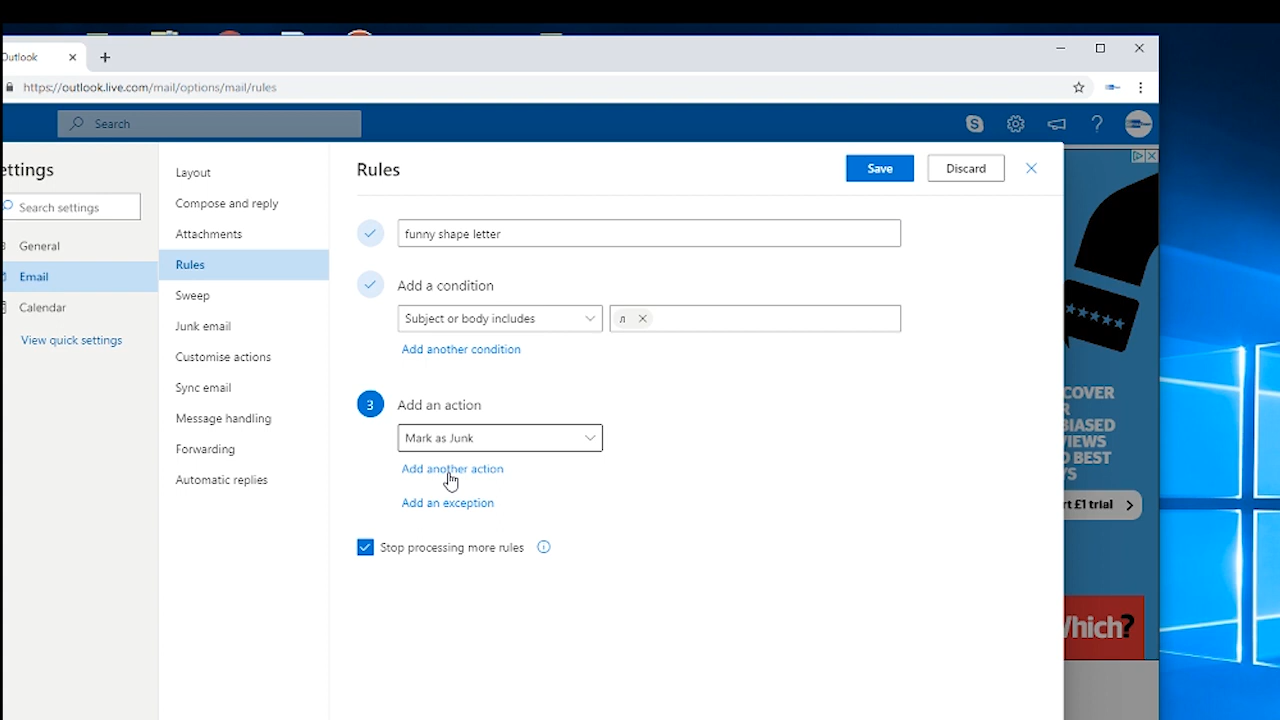 Outlook
https://outlook.live.com/mail/options/mail/rules
Search
ettings
Search settings
General
Email
Calendar
View quick settings
Layout
Compose and reply
Attachments
Rules
Sweep
Junk email
Customise actions
Sync email
Message handling
Forwarding
Automatic replies
Rules
Save
Discard
funny shape letter
Add a condition
Subject or body includes
л
Add another condition
3
Add an action
Mark as Junk
Add another action
Add an exception
Stop processing more rules
COVER
R
BIASED
IEWS
D BEST
YS
rt £1 trial
Which?